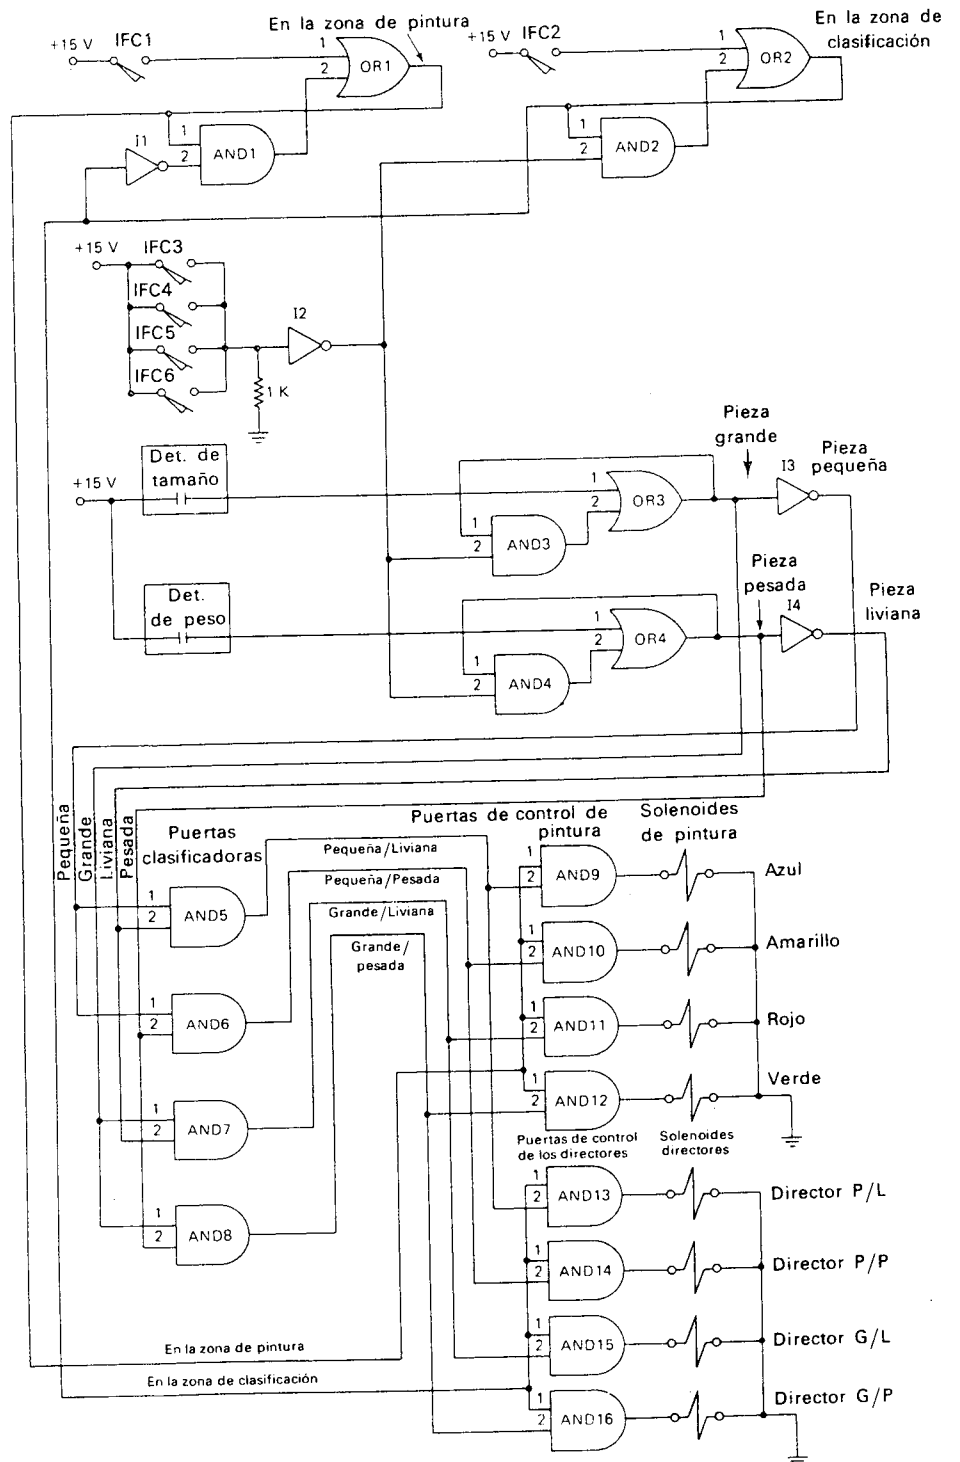 En la zona de pintura
En la zona de
clasificación
+15 V
IFC1
1
2
OR1
+15 V
IFC2
1
2
OR2
I1
1
2
AND1
1
2
AND2
+15 V
IFC3
IFC4
IFC5
IFC6
I2
1 K
Pieza
grande
Pieza
pequeña
I3
Det. de
tamaño
+15 V
1
2
OR3
1
2
AND3
Pieza
pesada
I4
Pieza
liviana
Det.
de peso
1
2
OR4
1
2
AND4
Pequeña
Grande
Liviana
Pesada
Puertas
clasificadoras
Puertas de control de
pintura
Solenoides
de pintura
Pequeña/Liviana
Pequeña/Pesada
Grande/Liviana
Grande/
pesada
1
2
AND5
1
2
AND6
1
2
AND7
1
2
AND8
1
2
AND9
Azul
1
2
AND10
Amarillo
1
2
AND11
Rojo
1
2
AND12
Verde
Puertas de control
de los directores
Solenoides
directores
1
2
AND13
Director P/L
1
2
AND14
Director P/P
1
2
AND15
Director G/L
1
2
AND16
Director G/P
En la zona de pintura
En la zona de clasificación